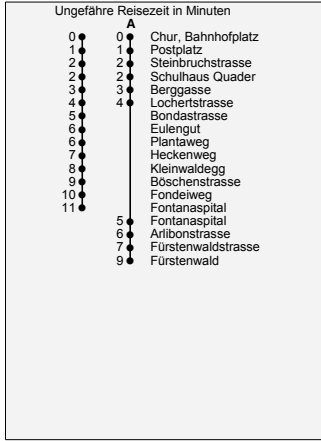 Ungefähre Reisezeit in Minuten
A
0 0 Chur, Bahnhofplatz
1 1 Postplatz
2 2 Steinbruchstrasse
2 2 Schulhaus Quader
3 3 Berggasse
4 4 Lochertstrasse
5 Bondastrasse
6 Eulengut
6 Plantaweg
7 Heckenweg
8 Kleinwaldegg
9 Böschenstrasse
10 Fondeiweg
11 Fontanaspital
5 Fontanaspital
6 Arlibonstrasse
7 Fürstenwaldstrasse
9 Fürstenwald